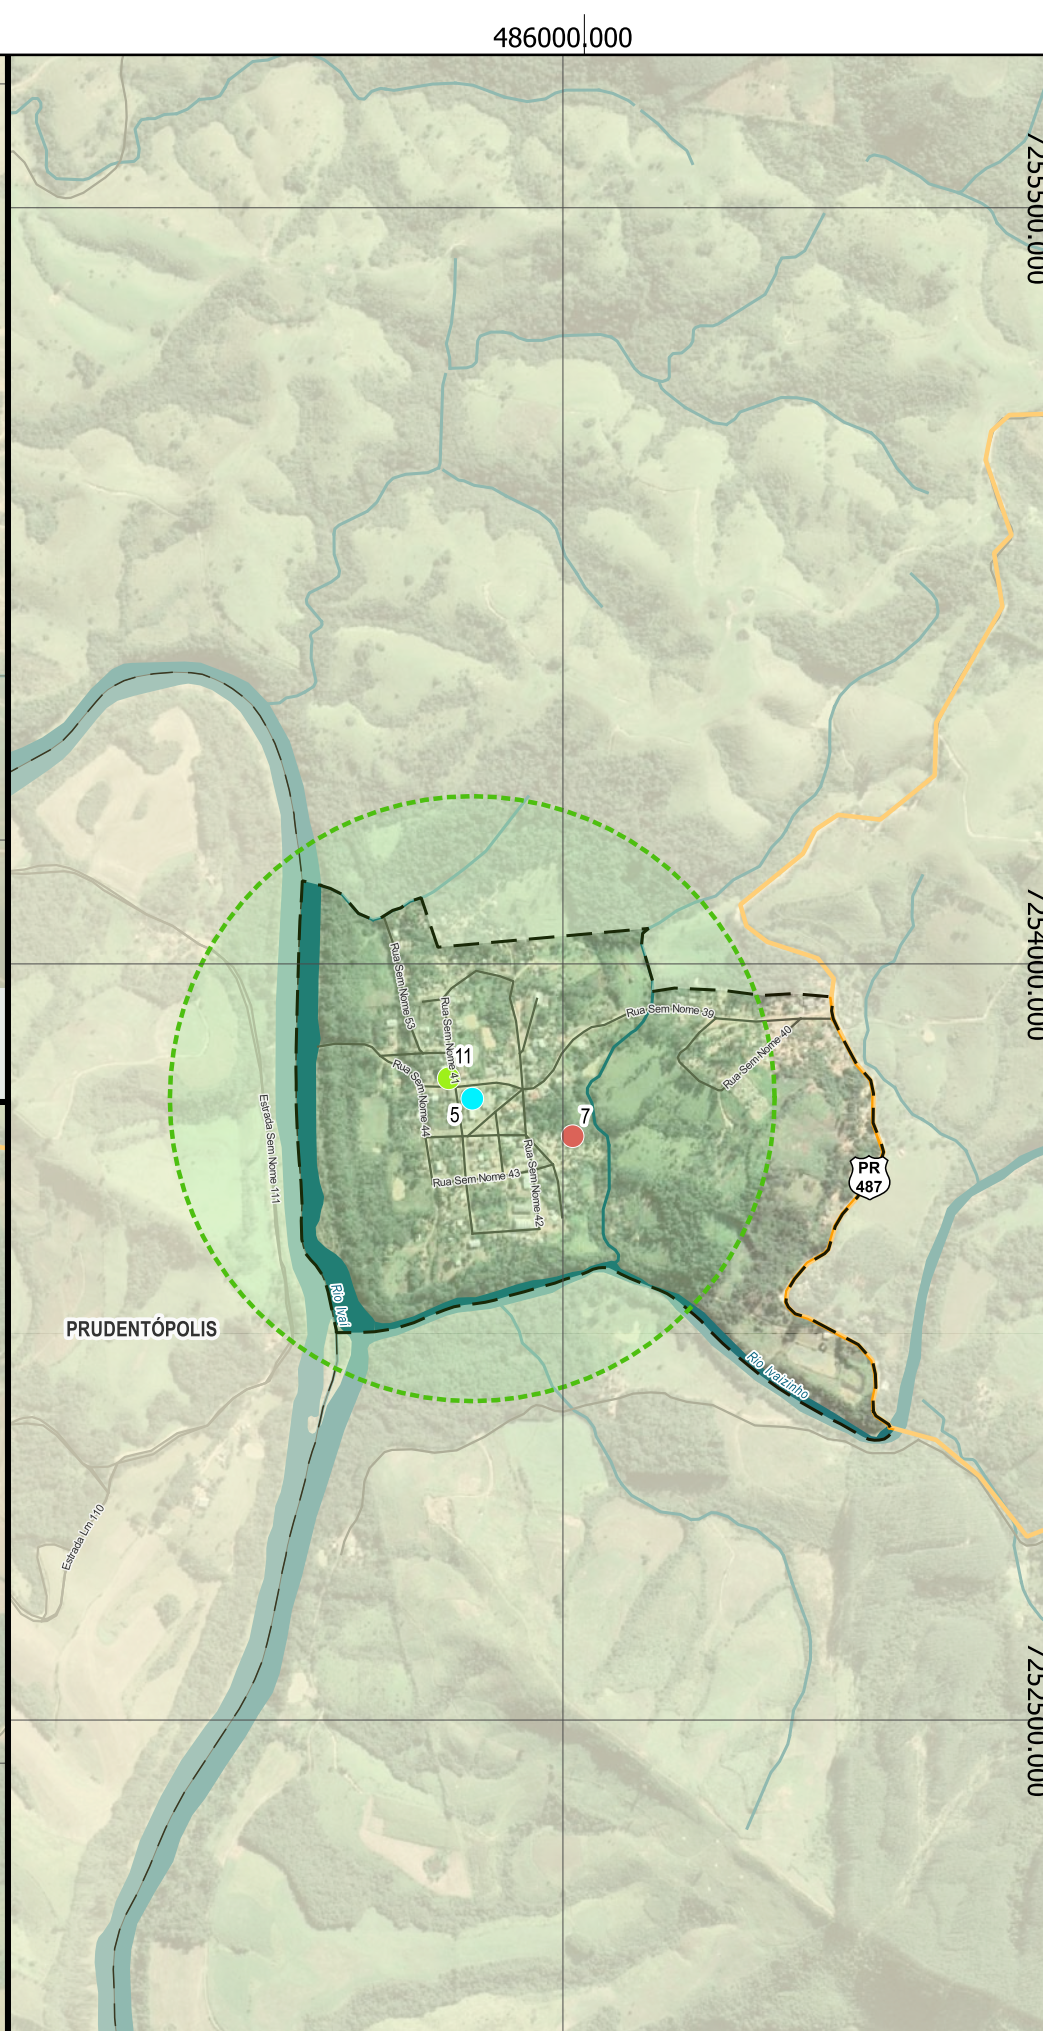 486000.000
7255500.000
7254000.000
Rua Sem Nome 53
Rua Sem Nome 41
Rua Sem Nome 39
Rua Sem Nome 40
11
Rua Sem Nome 44
5
7
Estrada Sem Nome 111
Rua Sem Nome 43
Rua Sem Nome 42
PR
487
Rio Ivaí
PRUDENTÓPOLIS
Rio Ivaizinho
Estrada Lm 110
7252500.000